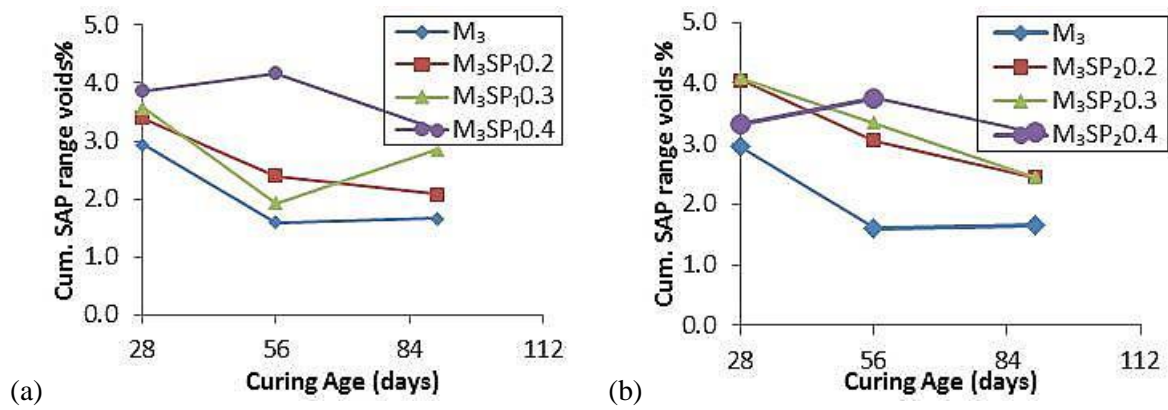 Cum. SAP range voids%
5.0
4.0
3.0
2.0
1.0
0.0
28 56 84 112
Curing Age (days)
M₃
M₃SP₁0.2
M₃SP₁0.3
M₃SP₁0.4
(a)
Cum. SAP range voids %
5.0
4.0
3.0
2.0
1.0
0.0
28 56 84 112
Curing Age (days)
M₃
M₃SP₂0.2
M₃SP₂0.3
M₃SP₂0.4
(b)